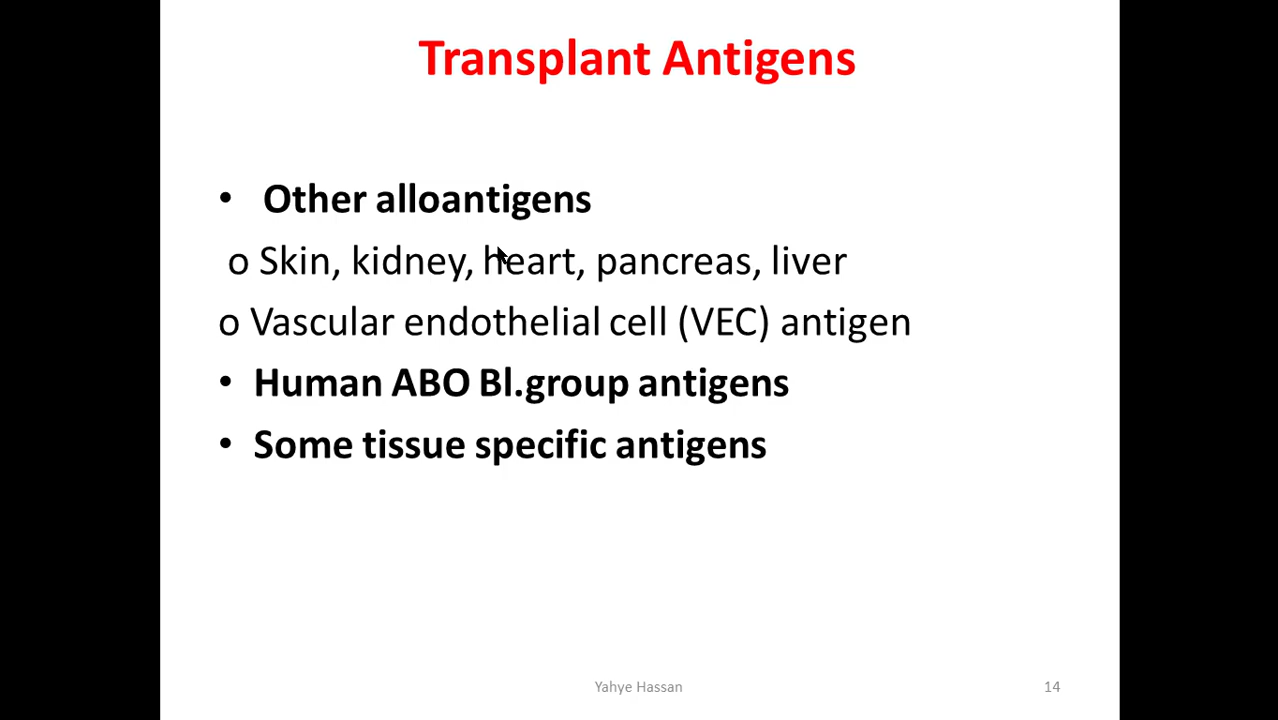 Transplant Antigens
• Other alloantigens
o Skin, kidney, heart, pancreas, liver
o Vascular endothelial cell (VEC) antigen
• Human ABO Bl.group antigens
• Some tissue specific antigens
Yahye Hassan
14